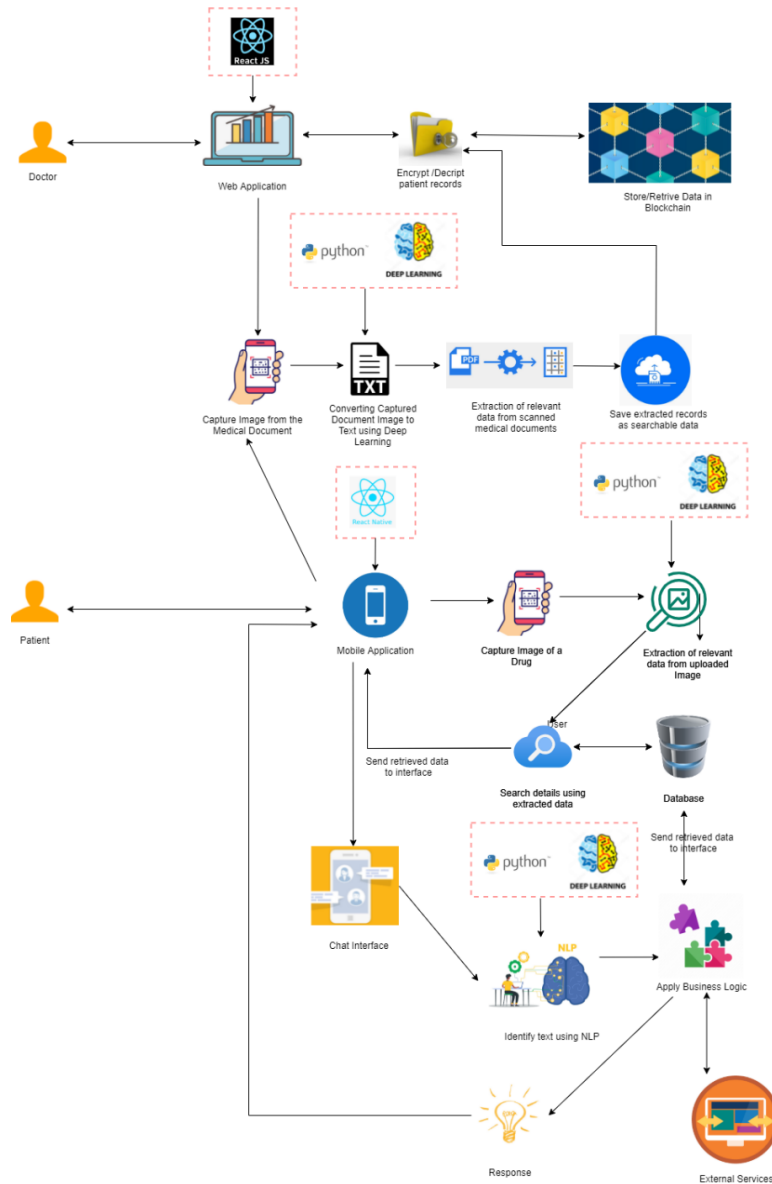 React JS
Doctor
Web Application
Encrypt /Decript
patient records
Store/Retrive Data in
Blockchain
python™
DEEP LEARNING
TXT
PDF
Capture Image from the
Medical Document
Converting Captured
Document Image to
Text using Deep
Learning
Extraction of relevant
data from scanned
medical documents
Save extracted records
as searchable data
python™
DEEP LEARNING
React Native
Patient
Mobile Application
Capture Image of a
Drug
Extraction of relevant
data from uploaded
Image
User
Send retrieved data
to interface
Search details using
extracted data
Database
Send retrieved data
to interface
python™
DEEP LEARNING
Chat Interface
NLP
Identify text using NLP
Apply Business Logic
Response
External Services